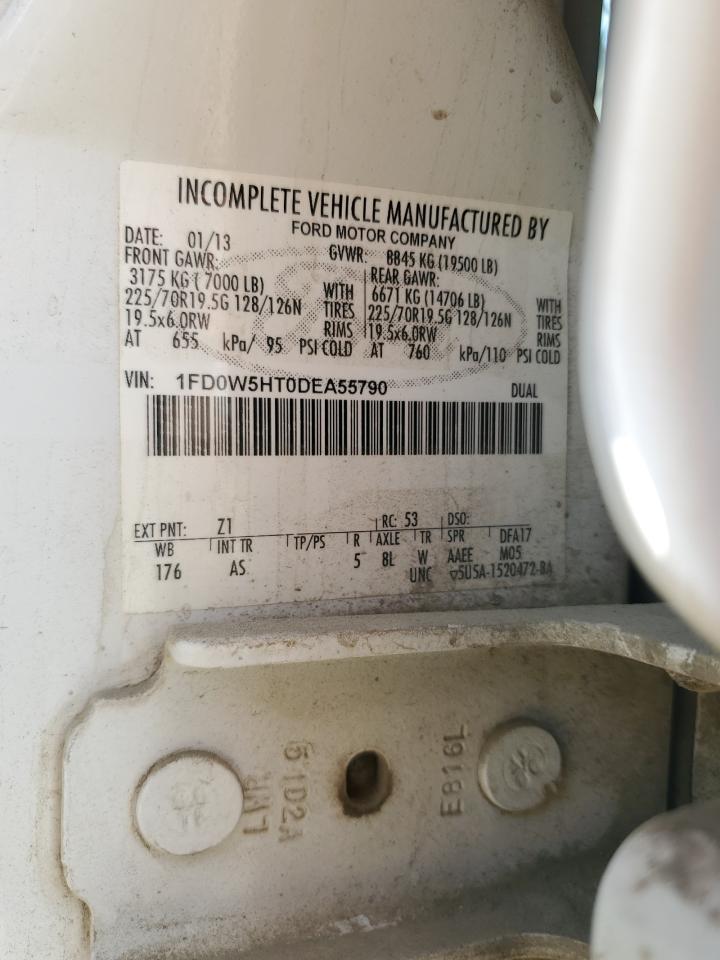 INCOMPLETE VEHICLE MANUFACTURED BY
FORD MOTOR COMPANY
DATE: 01/13
GVWR: 8845 KG (19500 LB)
FRONT GAWR:
3175 KG ( 7000 LB)
225/70R19.5G 128/126N
19.5x6.0RW
WITH
TIRES
RIMS
AT 655 kPa/ 95 PSI COLD
REAR GAWR:
6671 KG (14706 LB)
225/70R19.5G 128/126N
19.5x6.0RW
WITH
TIRES
RIMS
AT 760 kPa/110 PSI COLD
VIN: 1FD0W5HT0DEA55790
DUAL
EXT PNT: Z1 RC: 53 DSO:
WB INT TR TP/PS R AXLE TR SPR DFA17
176 AS 5 8L W AAEE M05
UNC 5U5A-1520472-BA
51D2A
E816L